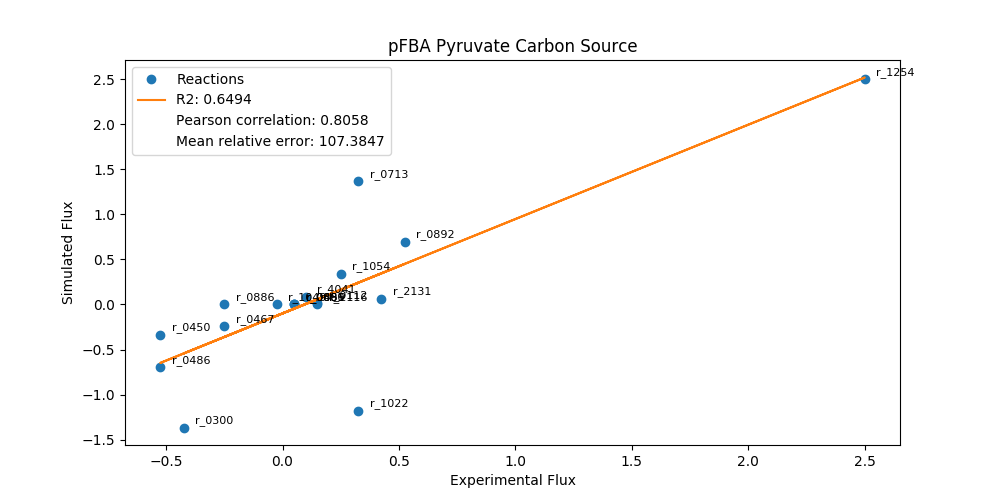 pFBA Pyruvate Carbon Source
Reactions
R2: 0.6494
Pearson correlation: 0.8058
Mean relative error: 107.3847
r_1254
r_0713
r_0892
r_1054
r_4041
r_2131
r_0886
r_0467
r_0450
r_0486
r_0300
r_1022
2.5
2.0
1.5
1.0
0.5
0.0
−0.5
−1.0
−1.5
−0.5 0.0 0.5 1.0 1.5 2.0 2.5
Simulated Flux
Experimental Flux